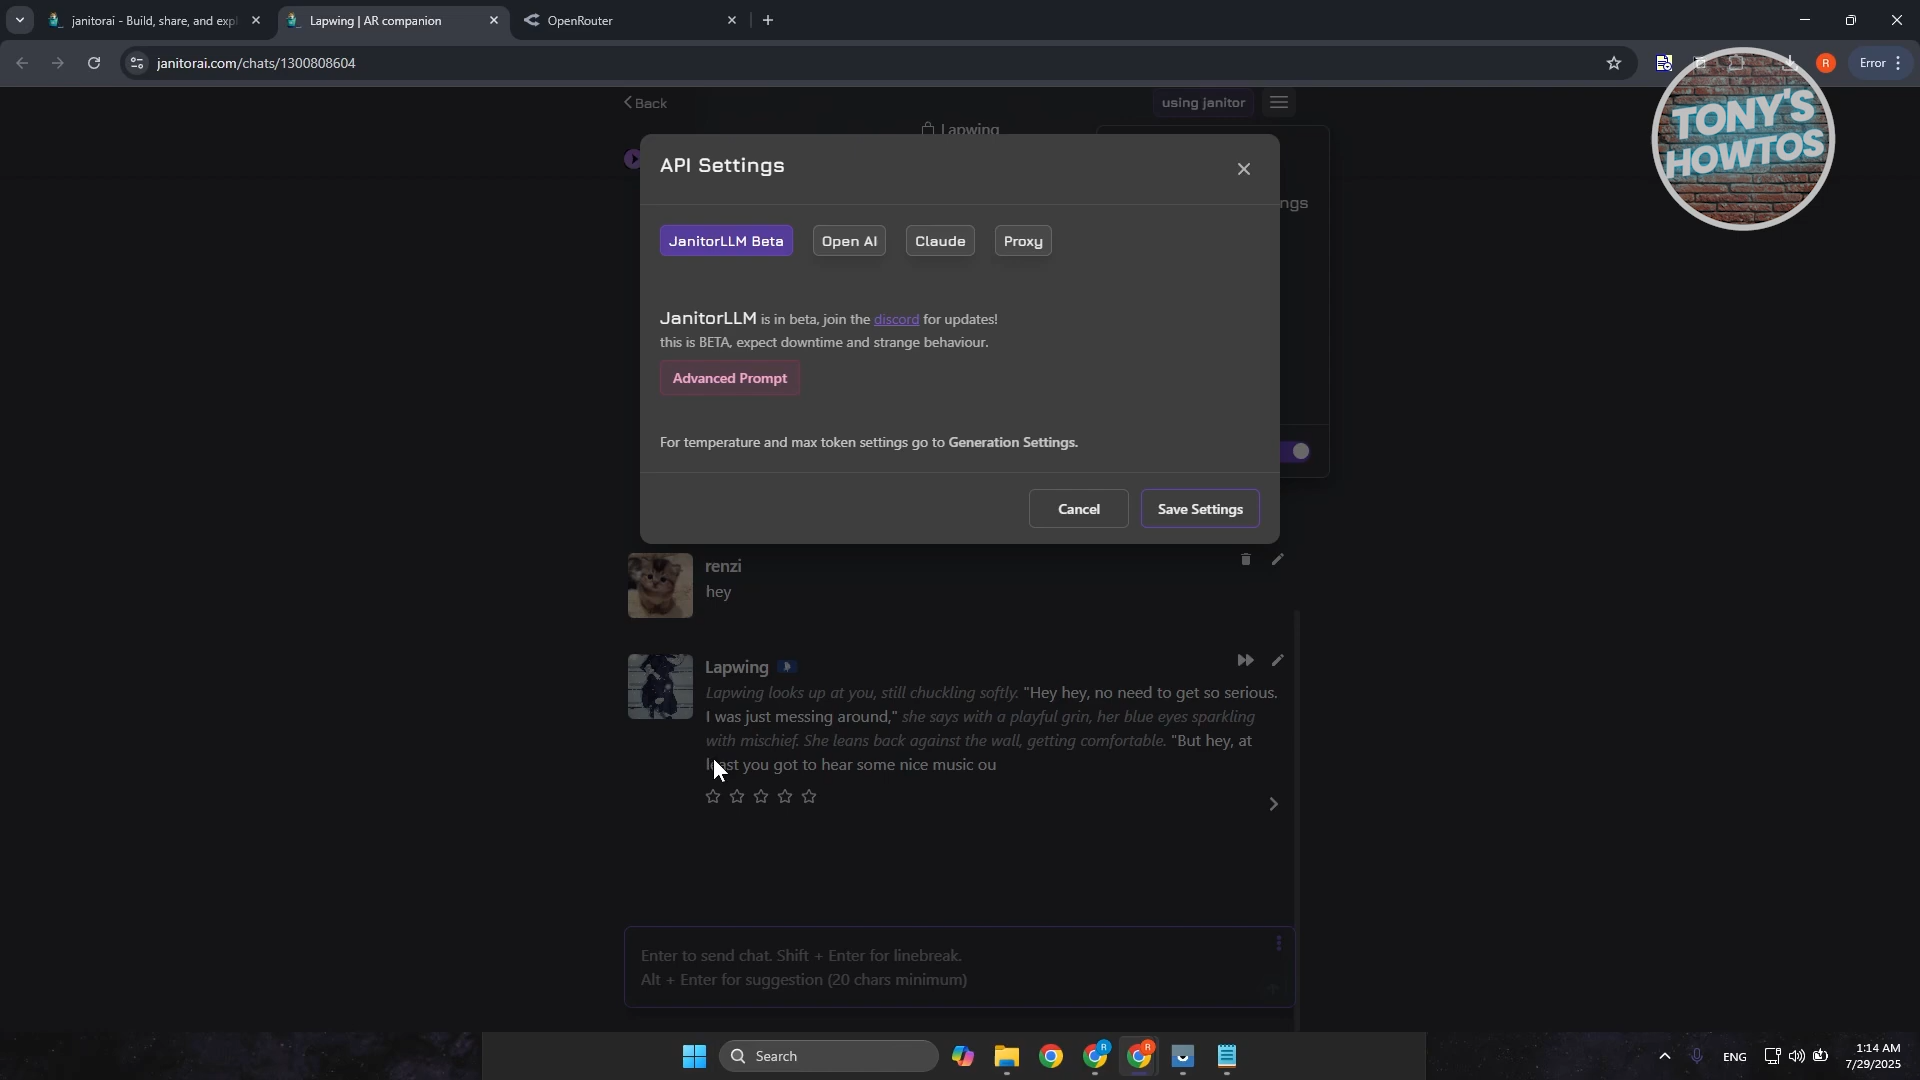 janitorai - Build, share, and expl
Lapwing | AR companion
OpenRouter
janitorai.com/chats/1300808604
R
Error
TONY'S
HOWTOS
Back
using janitor
Lapwing
API Settings
ngs
JanitorLLM Beta
Open AI
Claude
Proxy
JanitorLLM is in beta, join the discord for updates!
this is BETA, expect downtime and strange behaviour.
Advanced Prompt
For temperature and max token settings go to Generation Settings.
Cancel
Save Settings
renzi
hey
Lapwing
Lapwing looks up at you, still chuckling softly. "Hey hey, no need to get so serious.
I was just messing around," she says with a playful grin, her blue eyes sparkling
with mischief. She leans back against the wall, getting comfortable. "But hey, at
least you got to hear some nice music ou
Enter to send chat. Shift + Enter for linebreak.
Alt + Enter for suggestion (20 chars minimum)
Search
R
R
ENG
1:14 AM
7/29/2025